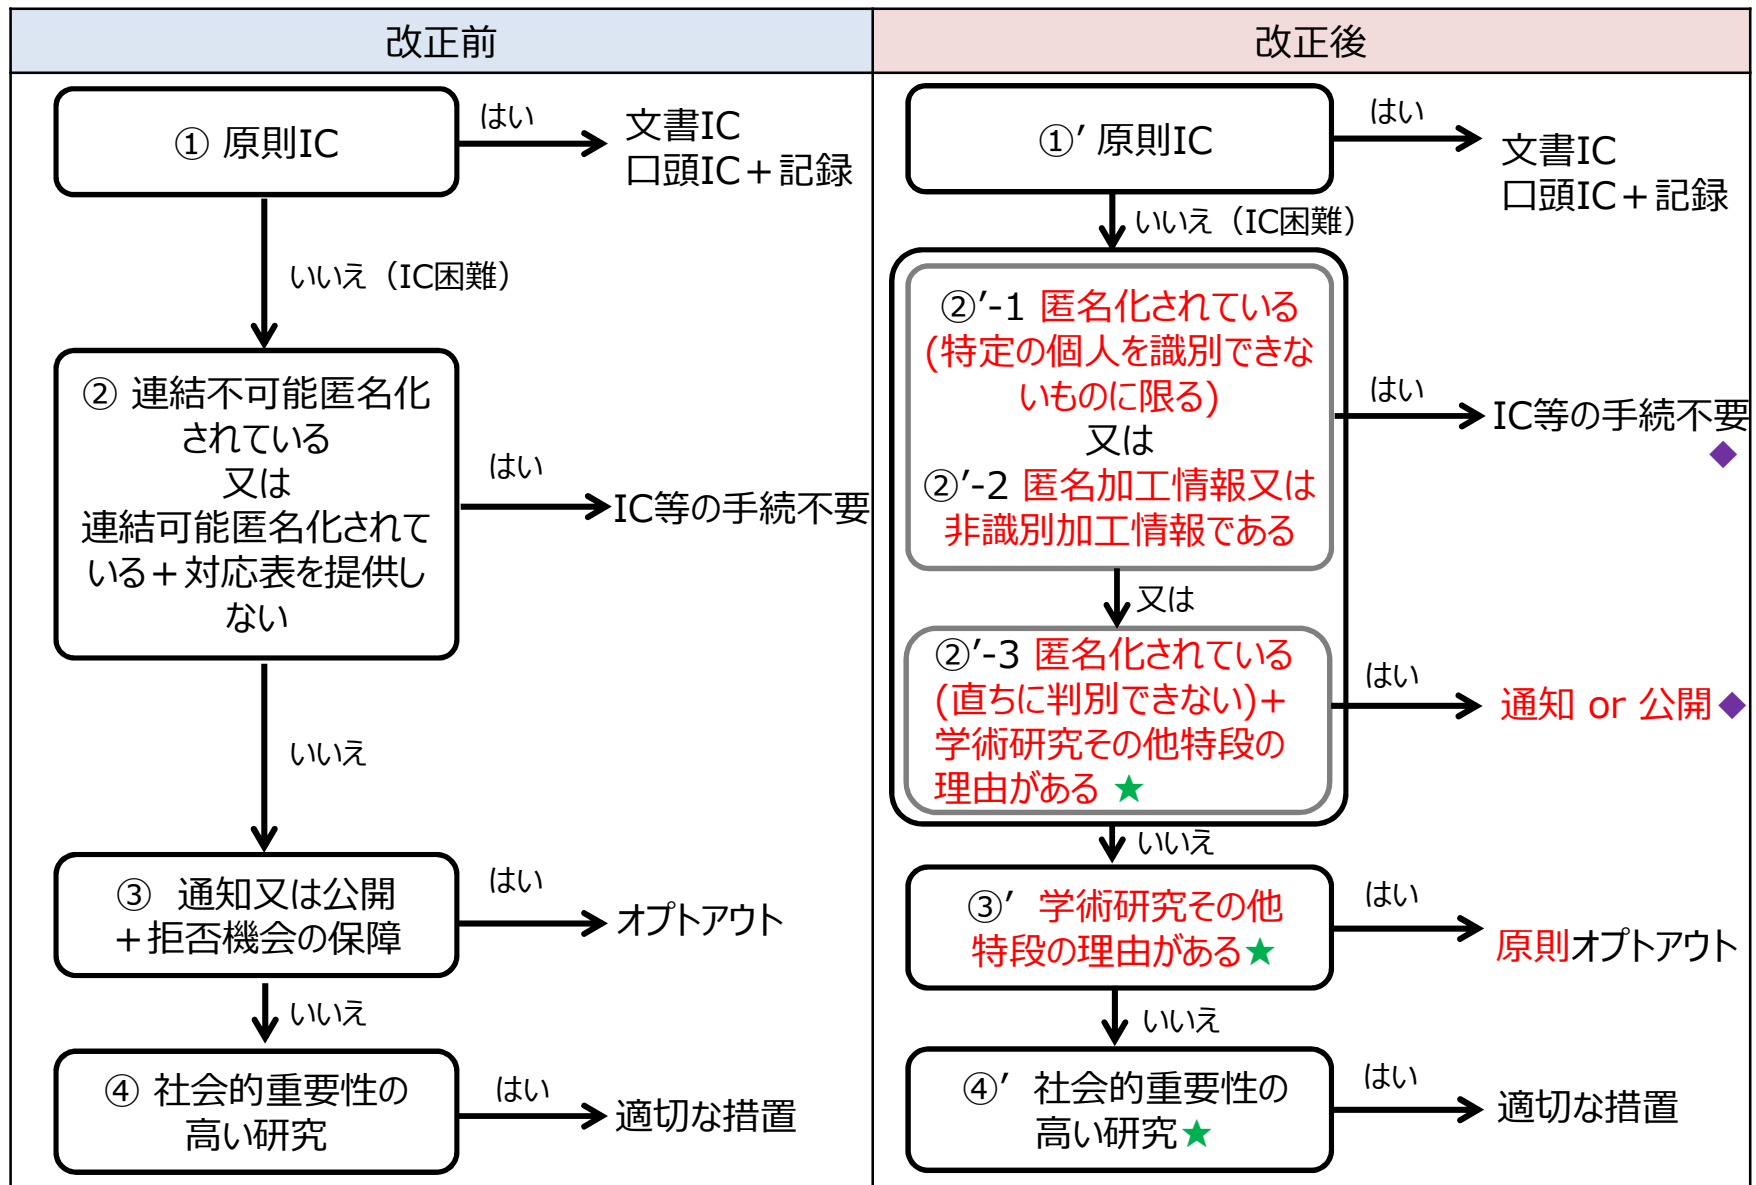 改正前
① 原則IC
はい
文書IC
口頭IC＋記録
いいえ（IC困難）
② 連結不可能匿名化
されている
又は
連結可能匿名化されて
いる＋対応表を提供し
ない
はい
IC等の手続不要
いいえ
③ 通知又は公開
＋拒否機会の保障
はい
オプトアウト
いいえ
④ 社会的重要性の
高い研究
はい
適切な措置
改正後
①′ 原則IC
はい
文書IC
口頭IC＋記録
いいえ（IC困難）
②′-1 匿名化されている
(特定の個人を識別できな
いものに限る)
又は
②′-2 匿名加工情報又は
非識別加工情報である
はい
IC等の手続不要
◆
又は
②′-3 匿名化されている
(直ちに判別できない)＋
学術研究その他特段の
理由がある ★
はい
通知 or 公開◆
いいえ
③′ 学術研究その他
特段の理由がある★
はい
原則オプトアウト
いいえ
④′ 社会的重要性の
高い研究★
はい
適切な措置